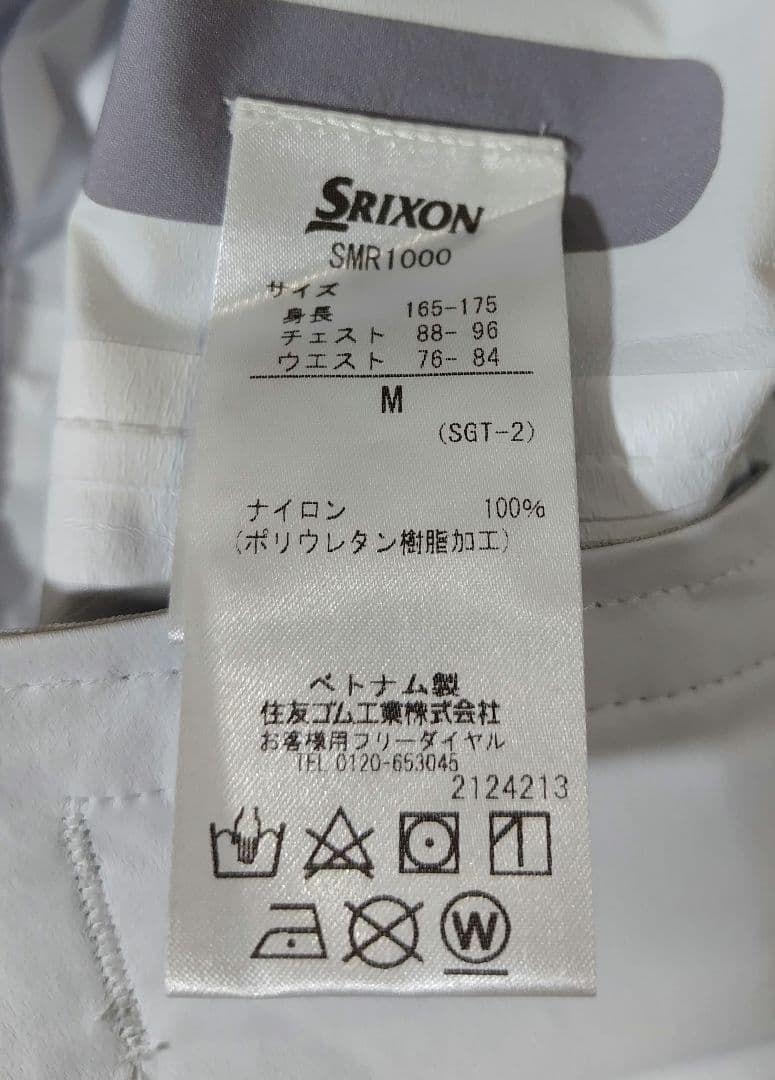 SRIXON
SMR1000
サイズ
身長 165-175
チェスト 88- 96
ウエスト 76- 84
M
(SGT-2)
ナイロン 100%
(ポリウレタン樹脂加工)
ベトナム製
住友ゴム工業株式会社
お客様用フリーダイヤル
TEL 0120-653045
2124213
W